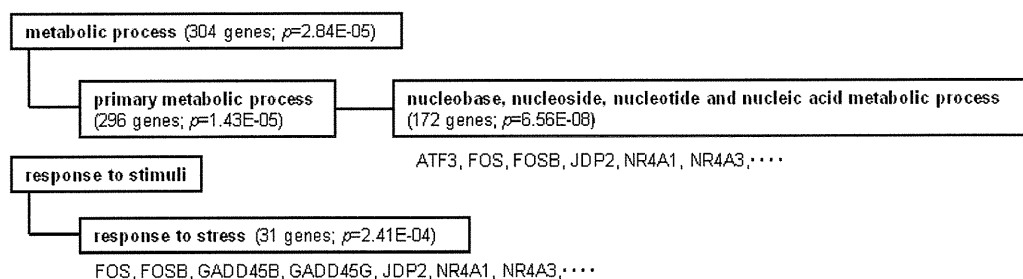 metabolic process (304 genes; p=2.84E-05)
primary metabolic process
(296 genes; p=1.43E-05)
nucleobase, nucleoside, nucleotide and nucleic acid metabolic process
(172 genes; p=6.56E-08)
ATF3, FOS, FOSB, JDP2, NR4A1, NR4A3,····
response to stimuli
response to stress (31 genes; p=2.41E-04)
FOS, FOSB, GADD45B, GADD45G, JDP2, NR4A1, NR4A3,····